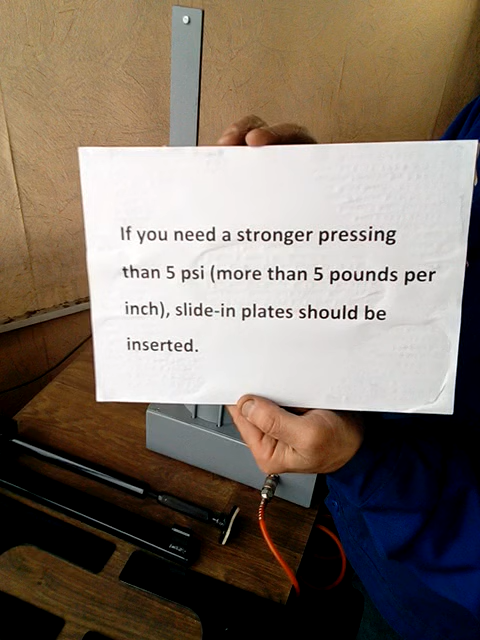 If you need a stronger pressing
than 5 psi (more than 5 pounds per
inch), slide-in plates should be
inserted.